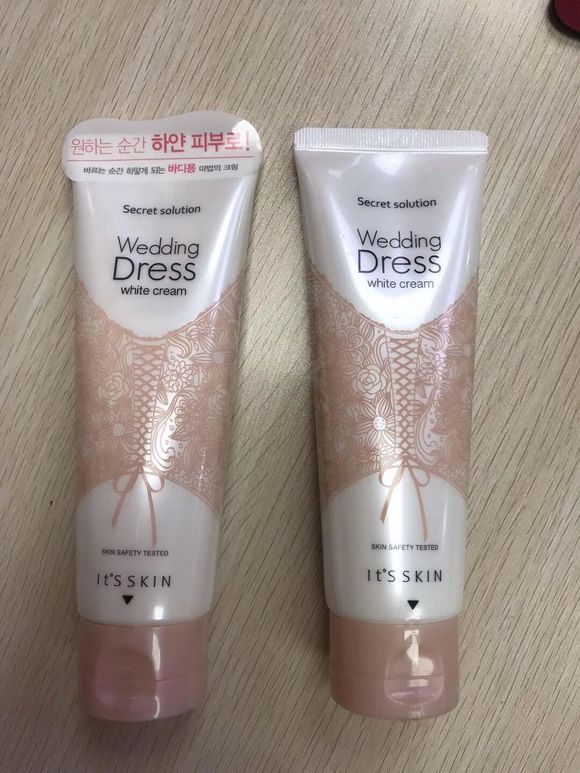 원하는 순간 하얀 피부로!
바르는 순간 하얗게 되는 바디용 마법의 크림
Secret solution
Wedding
Dress
white cream
SKIN SAFETY TESTED
It'S SKIN
Secret solution
Wedding
Dress
white cream
SKIN SAFETY TESTED
It'S SKIN